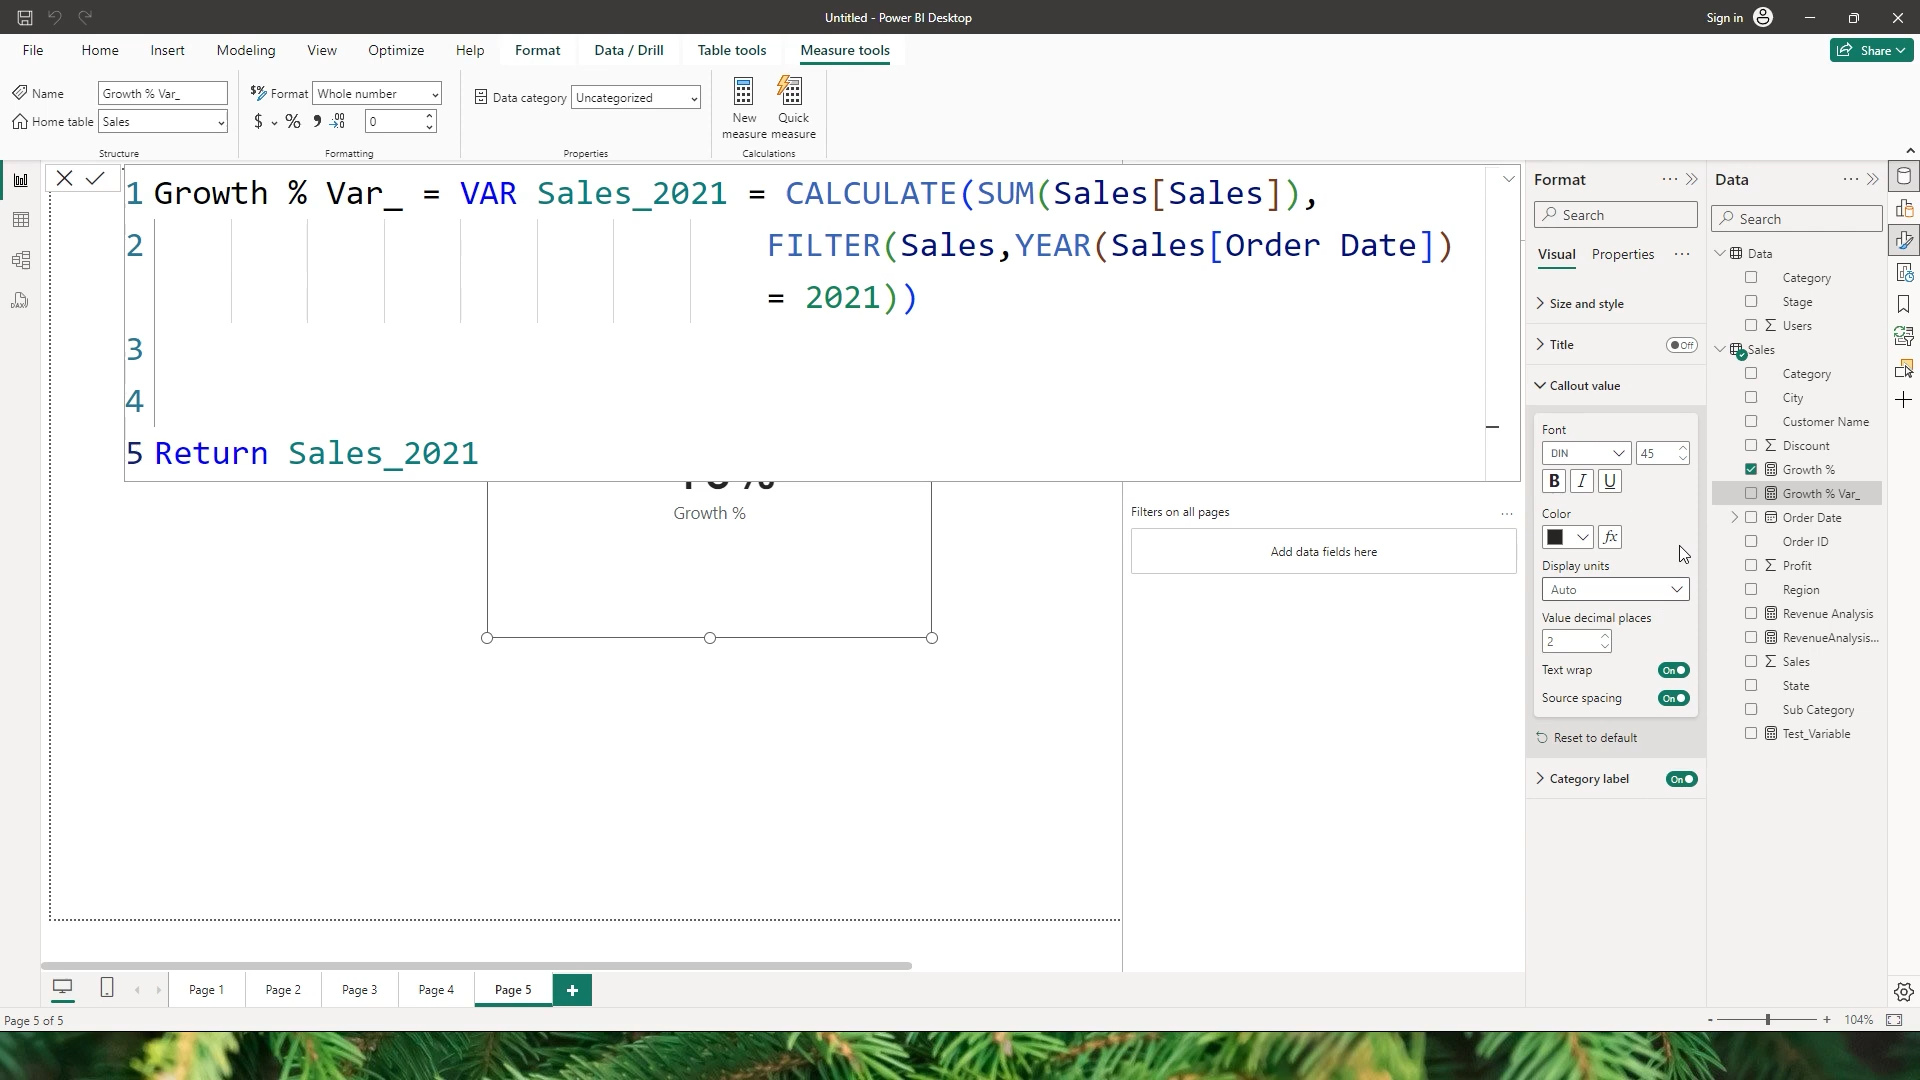 Untitled - Power BI Desktop
Sign in
File Home Insert Modeling View Optimize Help Format Data / Drill Table tools Measure tools
Share
Name Growth % Var_
Home table Sales
Structure
$% Format Whole number
$ % 0
Formatting
Data category Uncategorized
Properties
New measure
Quick measure
Calculations
1 Growth % Var_ = VAR Sales_2021 = CALCULATE(SUM(Sales[Sales]),
2 FILTER(Sales,YEAR(Sales[Order Date])
= 2021))
3
4
5 Return Sales_2021
Growth %
Filters on all pages ...
Add data fields here
Format
Search
Visual Properties
Size and style
Title Off
Callout value
Font
DIN 45
B I U
Color
fx
Display units
Auto
Value decimal places
2
Text wrap On
Source spacing On
Reset to default
Category label On
Data
Search
Data
Category
Stage
Users
Sales
Category
City
Customer Name
Discount
Growth %
Growth % Var_
Order Date
Order ID
Profit
Region
Revenue Analysis
RevenueAnalysis...
Sales
State
Sub Category
Test_Variable
DAX
Page 1 Page 2 Page 3 Page 4 Page 5 +
Page 5 of 5
- + 104%